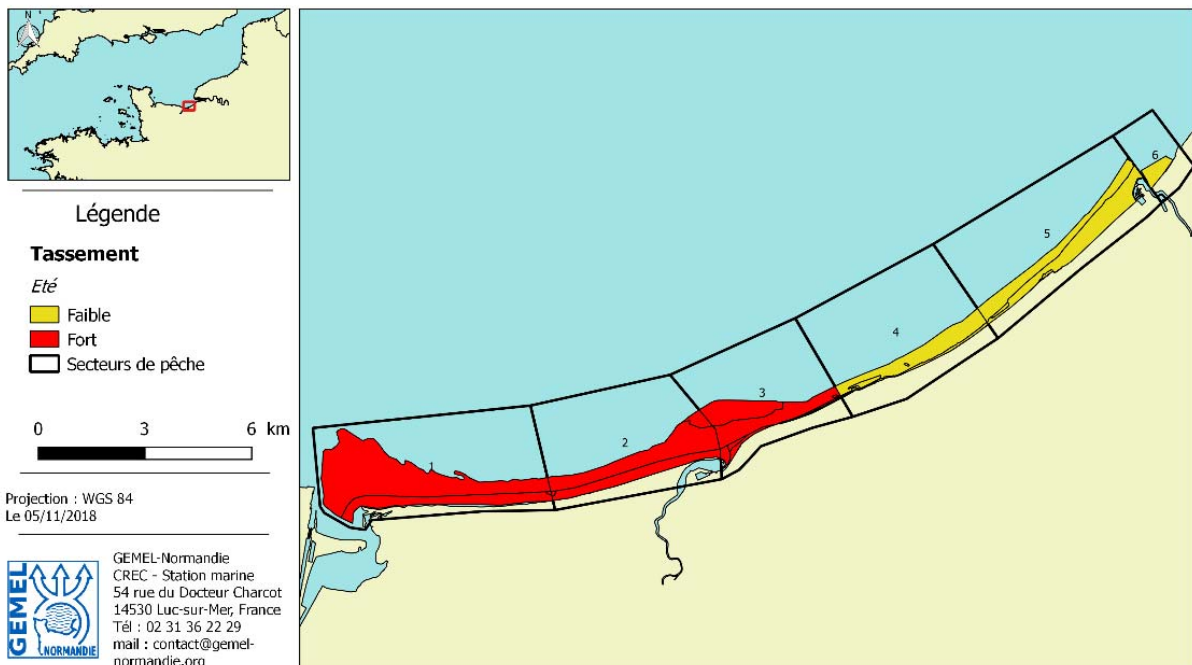 N
Légende
Tassement
Eté
Faible
Fort
Secteurs de pêche
0 3 6 km
Projection : WGS 84
Le 05/11/2018
GEMEL
NORMANDIE
GEMEL-Normandie
CREC - Station marine
54 rue du Docteur Charcot
14530 Luc-sur-Mer, France
Tél : 02 31 36 22 29
mail : contact@gemel-
normandie.org
1
2
3
4
5
6